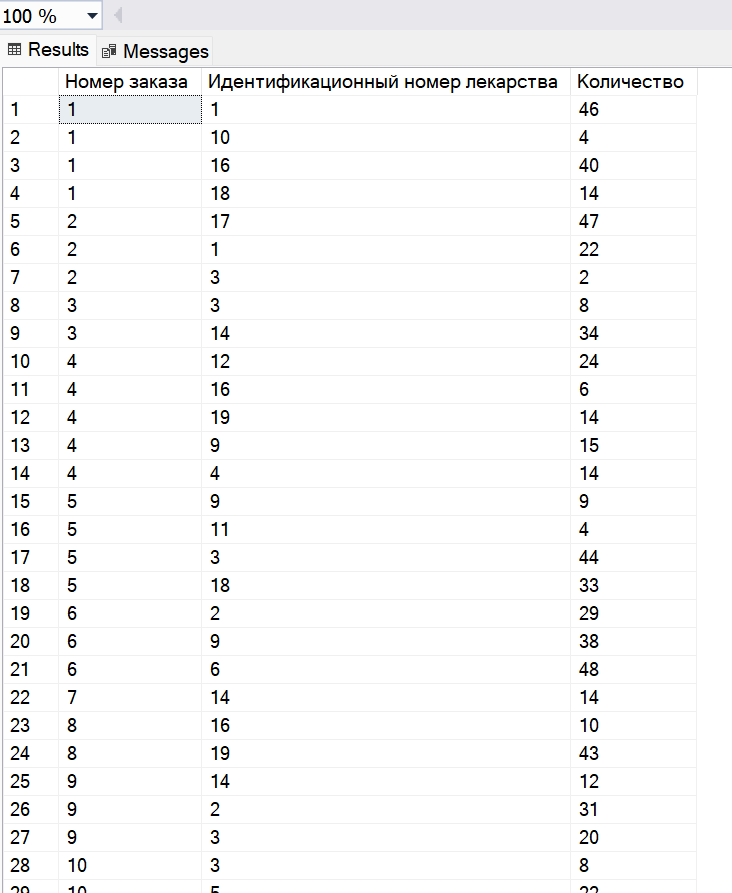 100 %
Results Messages
Номер заказа Идентификационный номер лекарства Количество
1 1 1 46
2 1 10 4
3 1 16 40
4 1 18 14
5 2 17 47
6 2 1 22
7 2 3 2
8 3 3 8
9 3 14 34
10 4 12 24
11 4 16 6
12 4 19 14
13 4 9 15
14 4 4 14
15 5 9 9
16 5 11 4
17 5 3 44
18 5 18 33
19 6 2 29
20 6 9 38
21 6 6 48
22 7 14 14
23 8 16 10
24 8 19 43
25 9 14 12
26 9 2 31
27 9 3 20
28 10 3 8
29 10 5 22